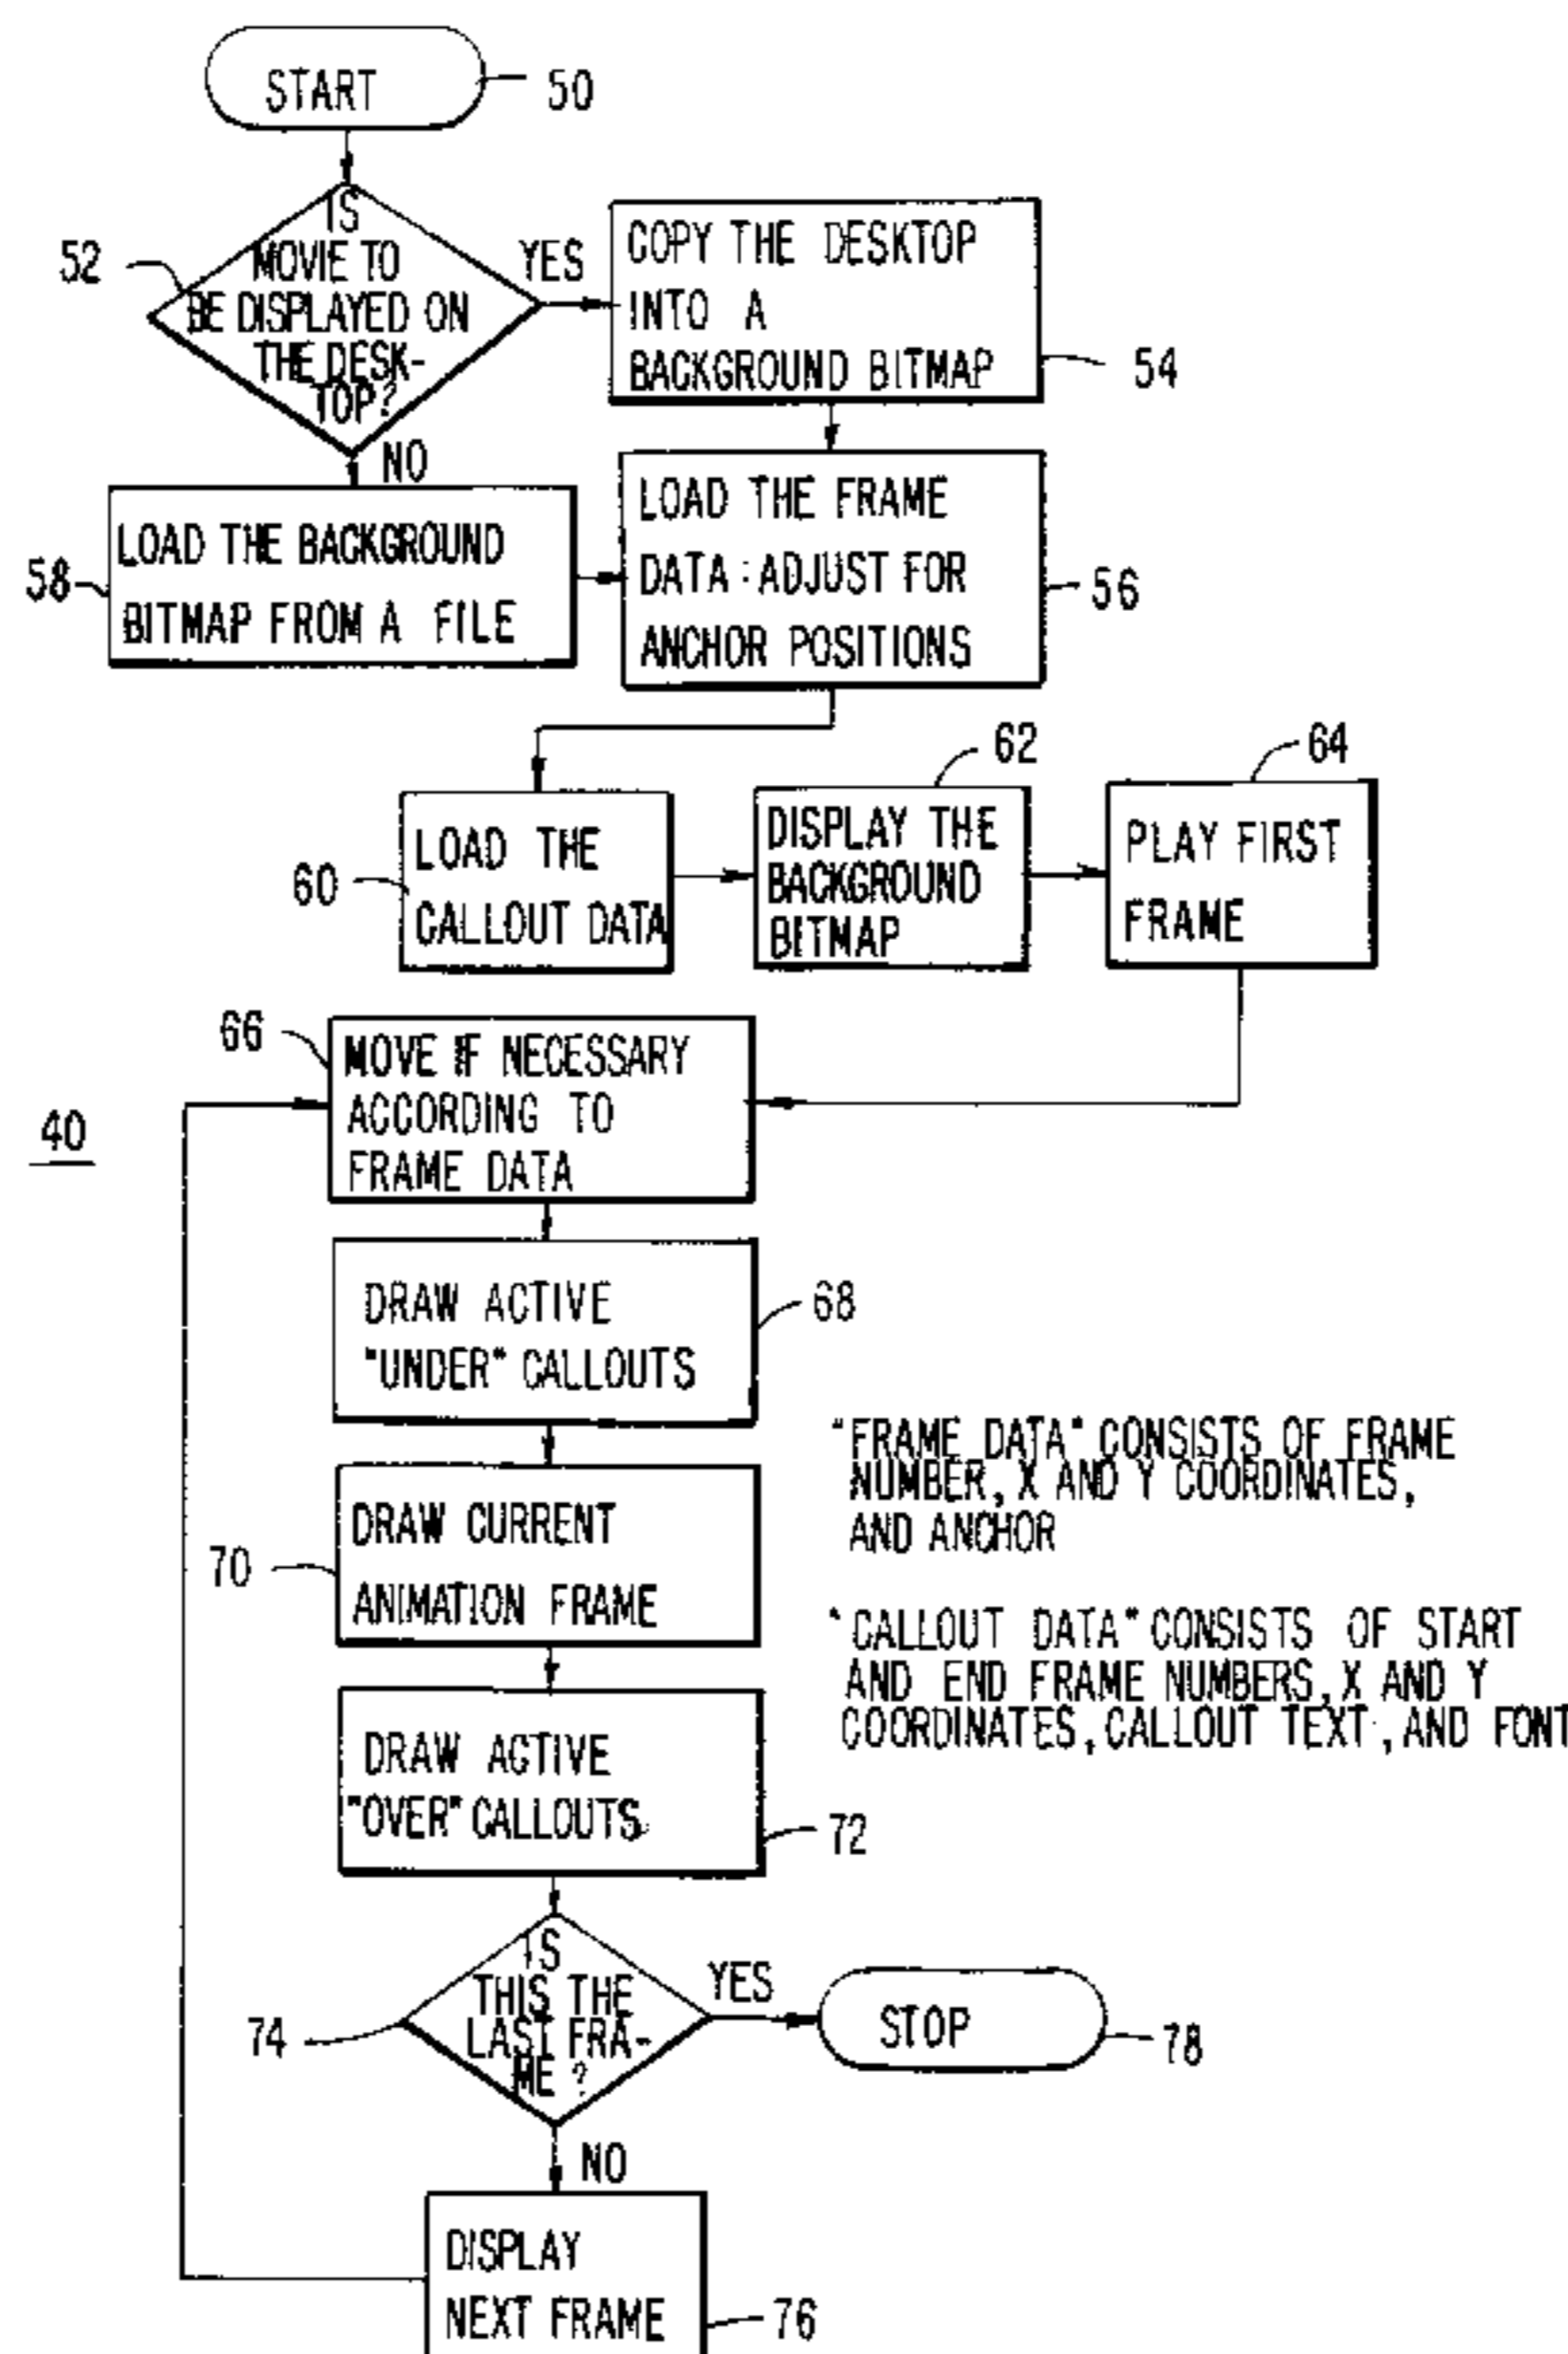 START
50
52
IS
MOVIE TO
BE DISPLAYED ON
THE DESK-
TOP?
YES
COPY THE DESKTOP
INTO A
BACKGROUND BITMAP
54
NO
58
LOAD THE BACKGROUND
BITMAP FROM A FILE
LOAD THE FRAME
DATA : ADJUST FOR
ANCHOR POSITIONS
56
60
LOAD THE
CALLOUT DATA
62
DISPLAY THE
BACKGROUND
BITMAP
64
PLAY FIRST
FRAME
66
MOVE IF NECESSARY
ACCORDING TO
FRAME DATA
40
DRAW ACTIVE
"UNDER" CALLOUTS
68
70
DRAW CURRENT
ANIMATION FRAME
"FRAME DATA" CONSISTS OF FRAME
NUMBER, X AND Y COORDINATES,
AND ANCHOR
"CALLOUT DATA" CONSISTS OF START
AND END FRAME NUMBERS, X AND Y
COORDINATES, CALLOUT TEXT, AND FONT
DRAW ACTIVE
"OVER" CALLOUTS
72
74
IS
THIS THE
LAST FRA-
ME ?
YES
STOP
78
NO
DISPLAY
NEXT FRAME
76